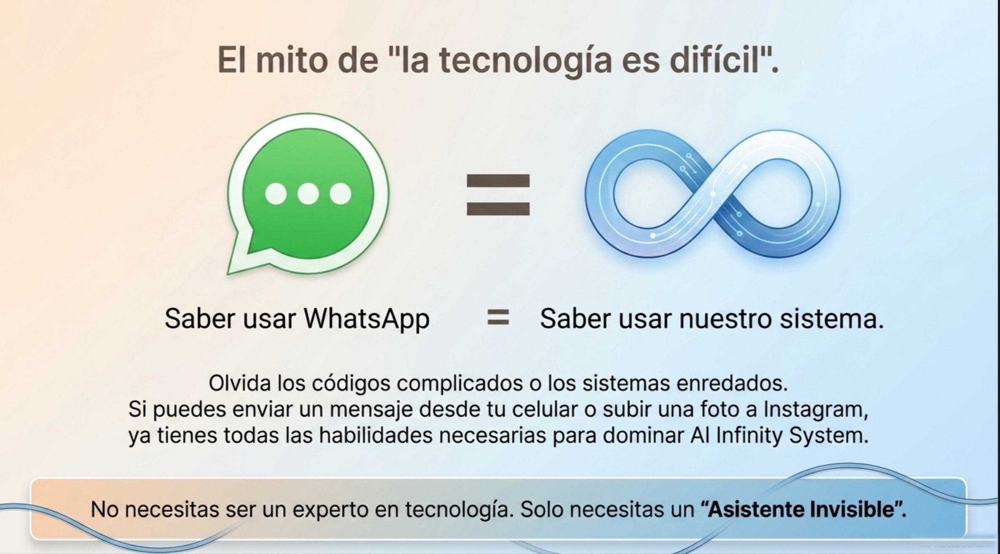 El mito de "la tecnología es difícil".
Saber usar WhatsApp = Saber usar nuestro sistema.
Olvida los códigos complicados o los sistemas enredados.
Si puedes enviar un mensaje desde tu celular o subir una foto a Instagram,
ya tienes todas las habilidades necesarias para dominar AI Infinity System.
No necesitas ser un experto en tecnología. Solo necesitas un “Asistente Invisible”.